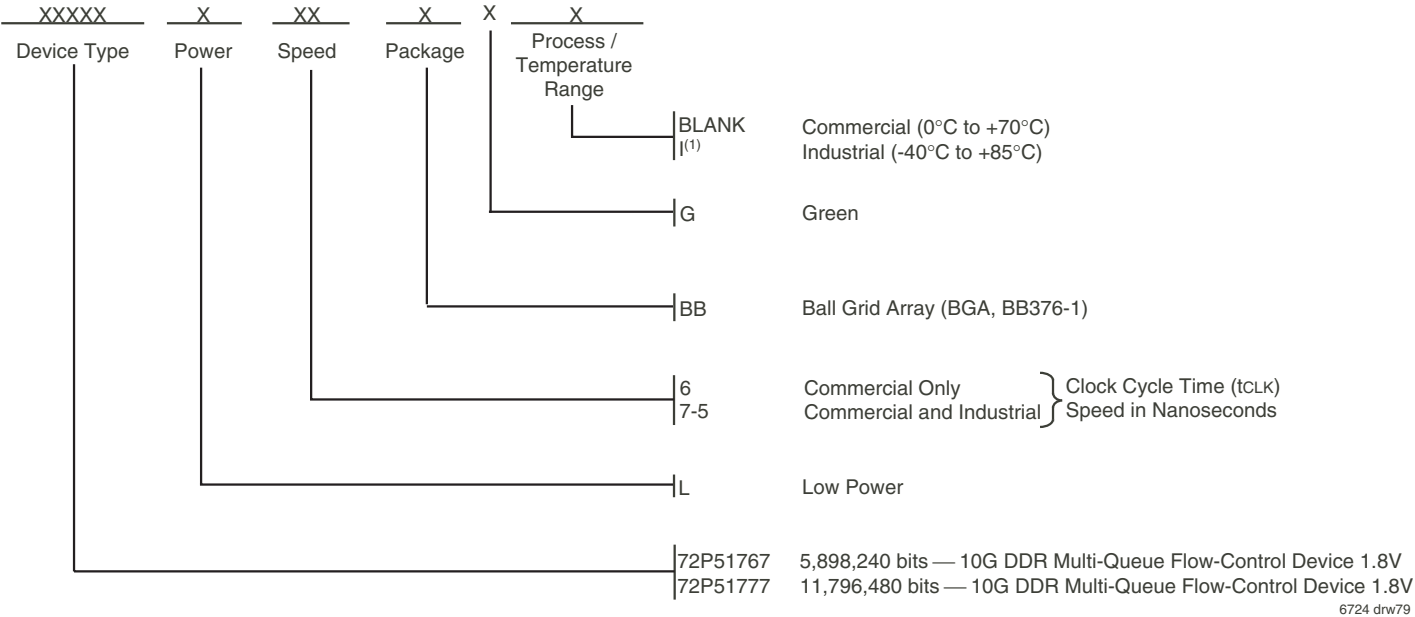 XXXXX X XX X X X
Device Type Power Speed Package Process /
Temperature
Range
BLANK Commercial (0°C to +70°C)
I(1) Industrial (-40°C to +85°C)
G Green
BB Ball Grid Array (BGA, BB376-1)
6 Commercial Only Clock Cycle Time (tCLK)
7-5 Commercial and Industrial Speed in Nanoseconds
L Low Power
72P51767 5,898,240 bits — 10G DDR Multi-Queue Flow-Control Device 1.8V
72P51777 11,796,480 bits — 10G DDR Multi-Queue Flow-Control Device 1.8V
6724 drw79